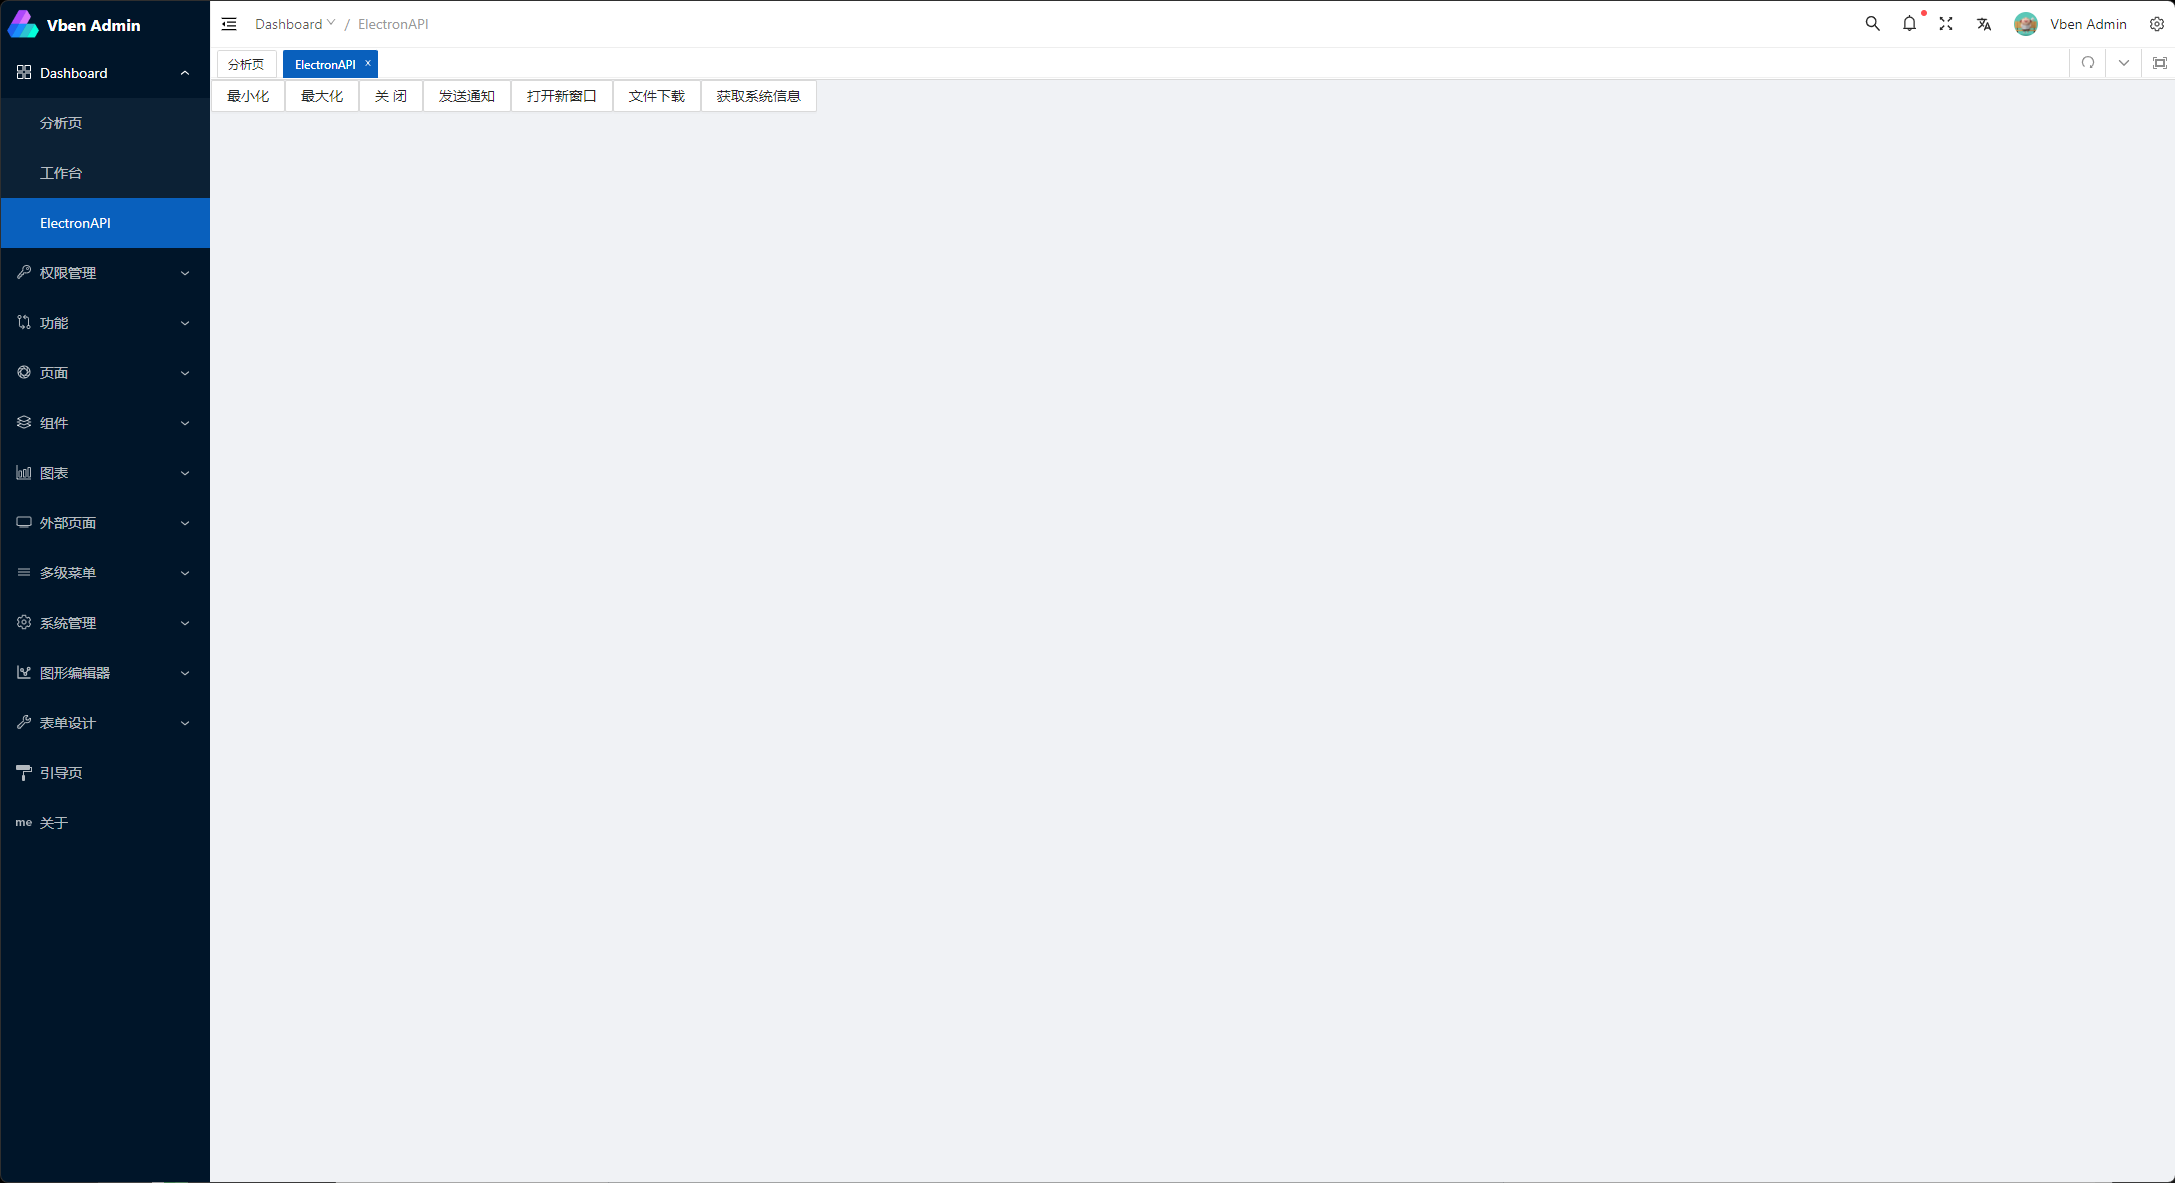 Vben Admin
Dashboard
分析页
工作台
ElectronAPI
权限管理
功能
页面
组件
图表
外部页面
多级菜单
系统管理
图形编辑器
表单设计
引导页
me 关于
Dashboard / ElectronAPI
Vben Admin
分析页 ElectronAPI ×
最小化 最大化 关 闭 发送通知 打开新窗口 文件下载 获取系统信息